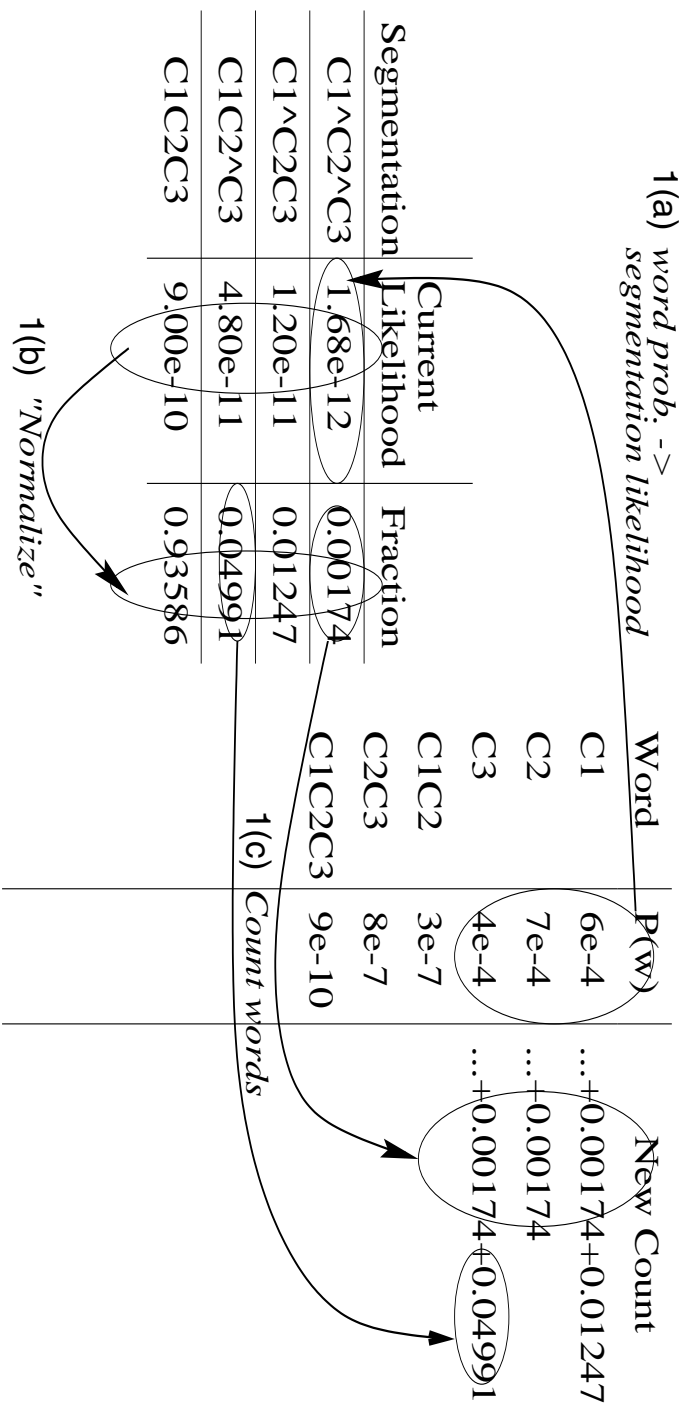 1(a) word prob. ->
segmentation likelihood
Word P(w) New Count
C1 6e-4 ...+0.00174+0.01247
C2 7e-4 ...+0.00174
C3 4e-4 ...+0.00174+0.04991
C1C2 3e-7
C2C3 8e-7
C1C2C3 9e-10
Current
Segmentation Likelihood Fraction
C1^C2^C3 1.68e-12 0.00174
C1^C2C3 1.20e-11 0.01247
C1C2^C3 4.80e-11 0.04991
C1C2C3 9.00e-10 0.93586
1(c) Count words
1(b) "Normalize"